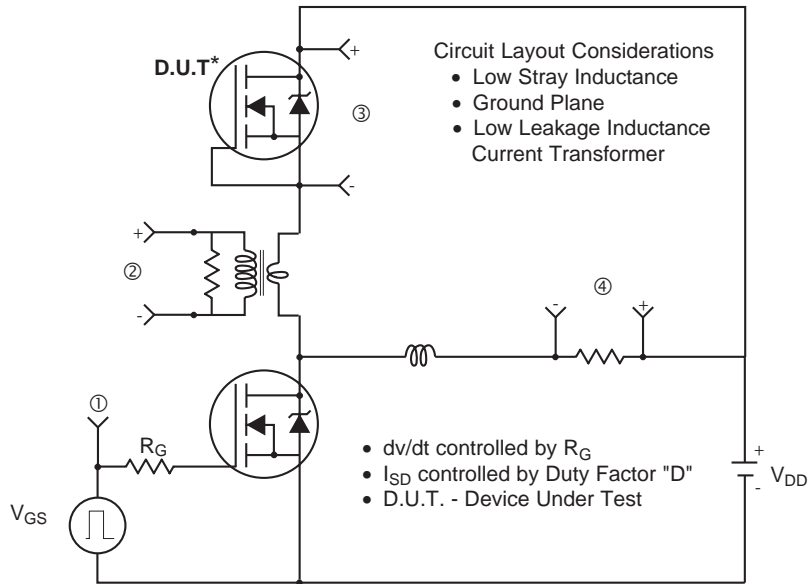 D.U.T*
+
Circuit Layout Considerations
• Low Stray Inductance
• Ground Plane
• Low Leakage Inductance
Current Transformer
③
-
+
②
-
④
-
+
①
RG
• dv/dt controlled by RG
• ISD controlled by Duty Factor "D"
• D.U.T. - Device Under Test
+
VDD
-
VGS